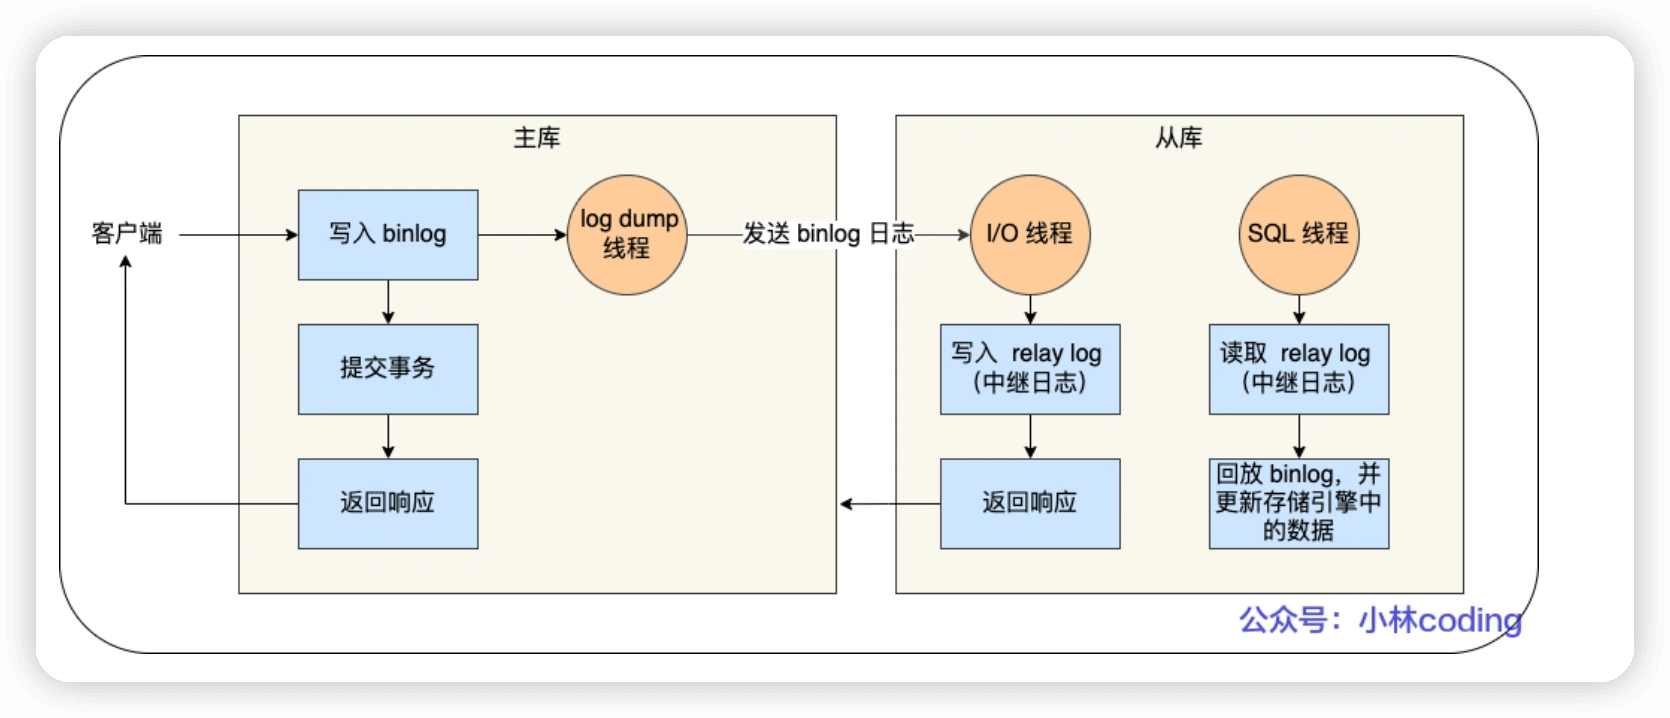 主库
从库
客户端
写入 binlog
log dump
线程
发送 binlog 日志
I/O 线程
SQL 线程
提交事务
写入 relay log
（中继日志）
读取 relay log
（中继日志）
返回响应
返回响应
回放 binlog，并
更新存储引擎中
的数据
公众号：小林coding